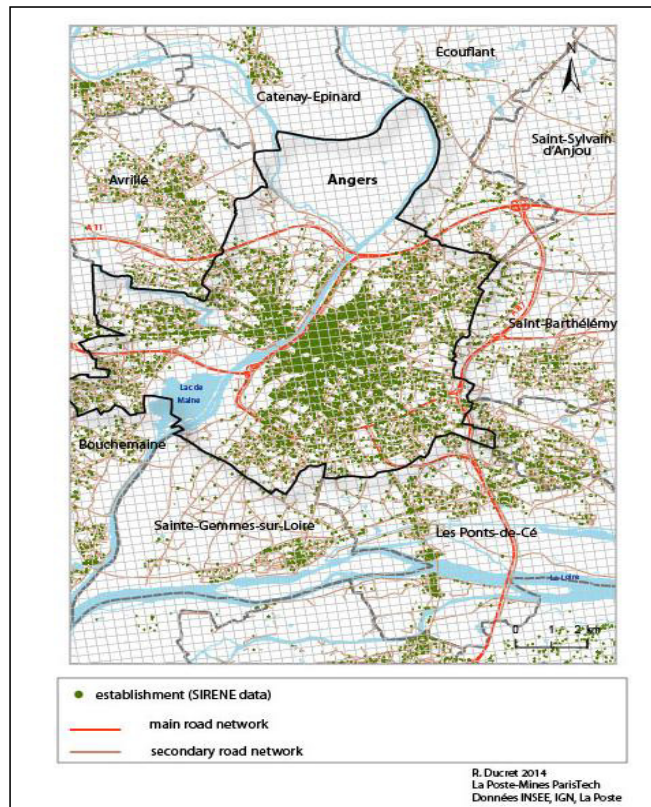 Ecouflant
N
Catenay-Epinard
Saint-Sylvain
d'Anjou
Avrillé
Angers
A 11
Saint-Barthélémy
Lac de
Maine
Bouchemaine
Sainte-Gemmes-sur-Loire
Les Ponts-de-Cé
La Loire
0 1 2 km
establishment (SIRENE data)
main road network
secondary road network
R. Ducret 2014
La Poste-Mines ParisTech
Données INSEE, IGN, La Poste